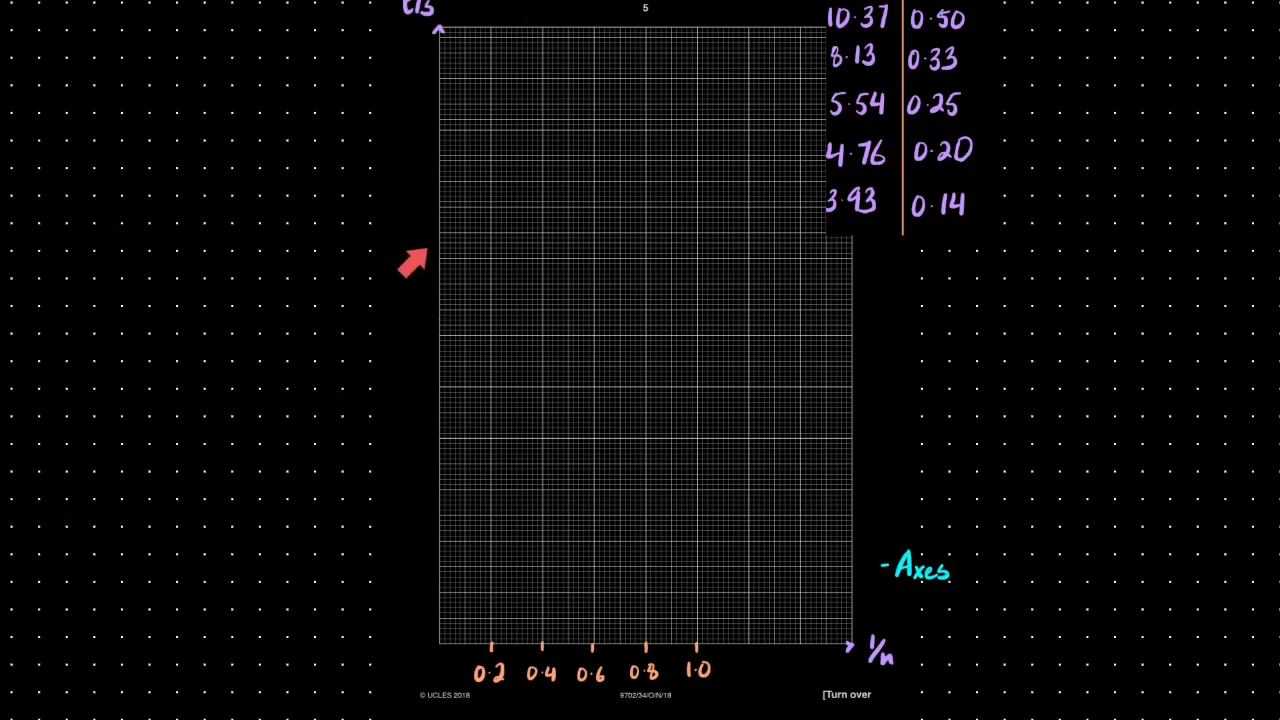 t/s
5
10.37 0.50
8.13 0.33
5.54 0.25
4.76 0.20
3.93 0.14
- Axes
1/n
0.2 0.4 0.6 0.8 1.0
© UCLES 2018 9702/34/O/N/18 [Turn over